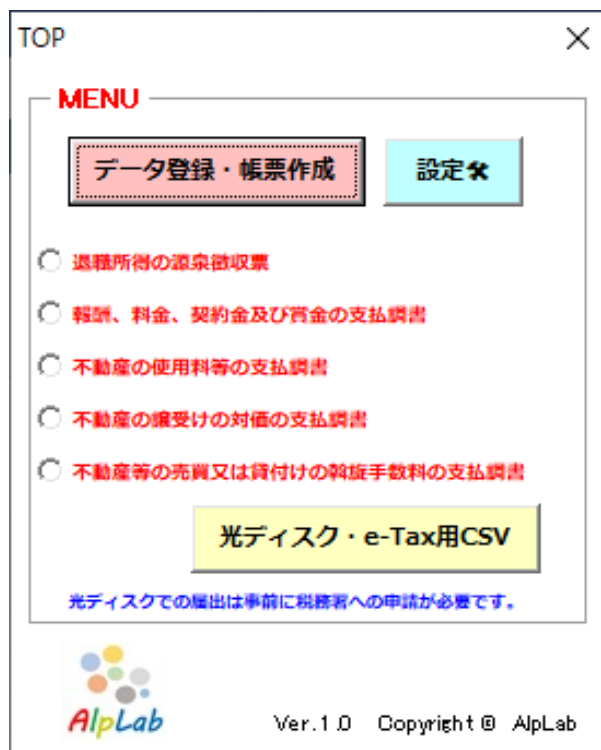 TOP
MENU
データ登録・帳票作成
設定🛠
退職所得の源泉徴収票
報酬、料金、契約金及び賞金の支払調書
不動産の使用料等の支払調書
不動産の譲受けの対価の支払調書
不動産等の売買又は貸付けの斡旋手数料の支払調書
光ディスク・e-Tax用CSV
光ディスクでの届出は事前に税務署への申請が必要です。
AlpLab
Ver.1.0 Copyright © AlpLab